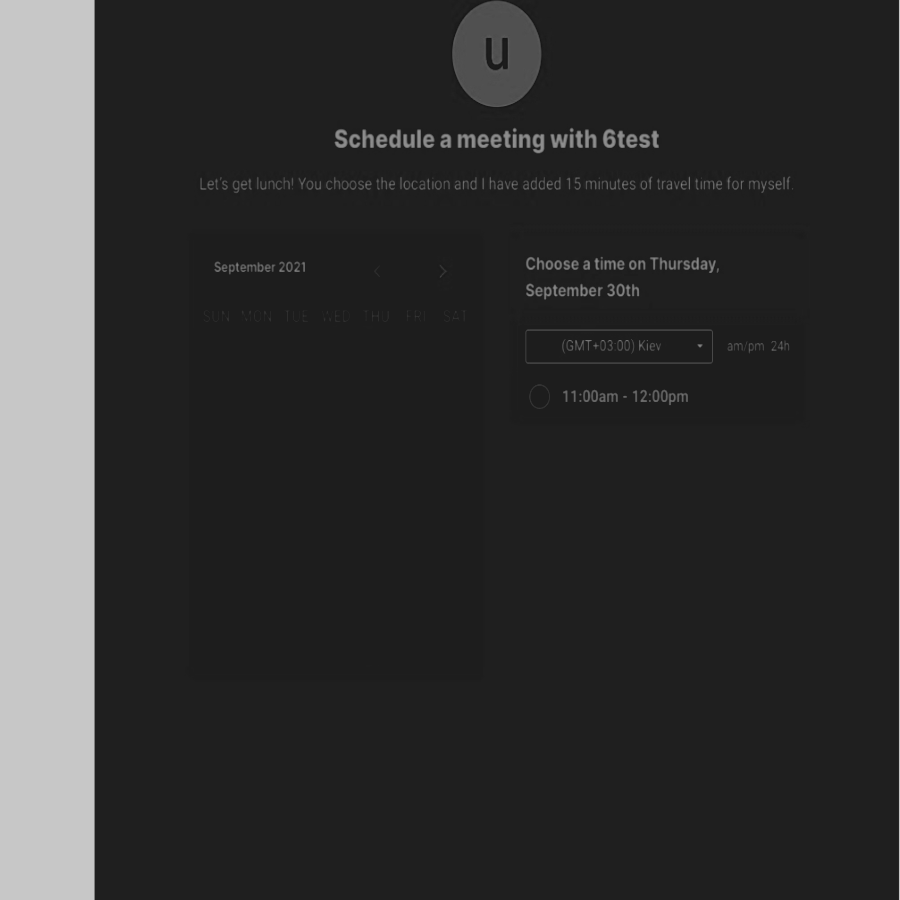 u
Schedule a meeting with 6test
Let's get lunch! You choose the location and I have added 15 minutes of travel time for myself.
September 2021
SUN MON TUE WED THU FRI SAT
Choose a time on Thursday,
September 30th
(GMT+03:00) Kiev
am/pm 24h
11:00am - 12:00pm